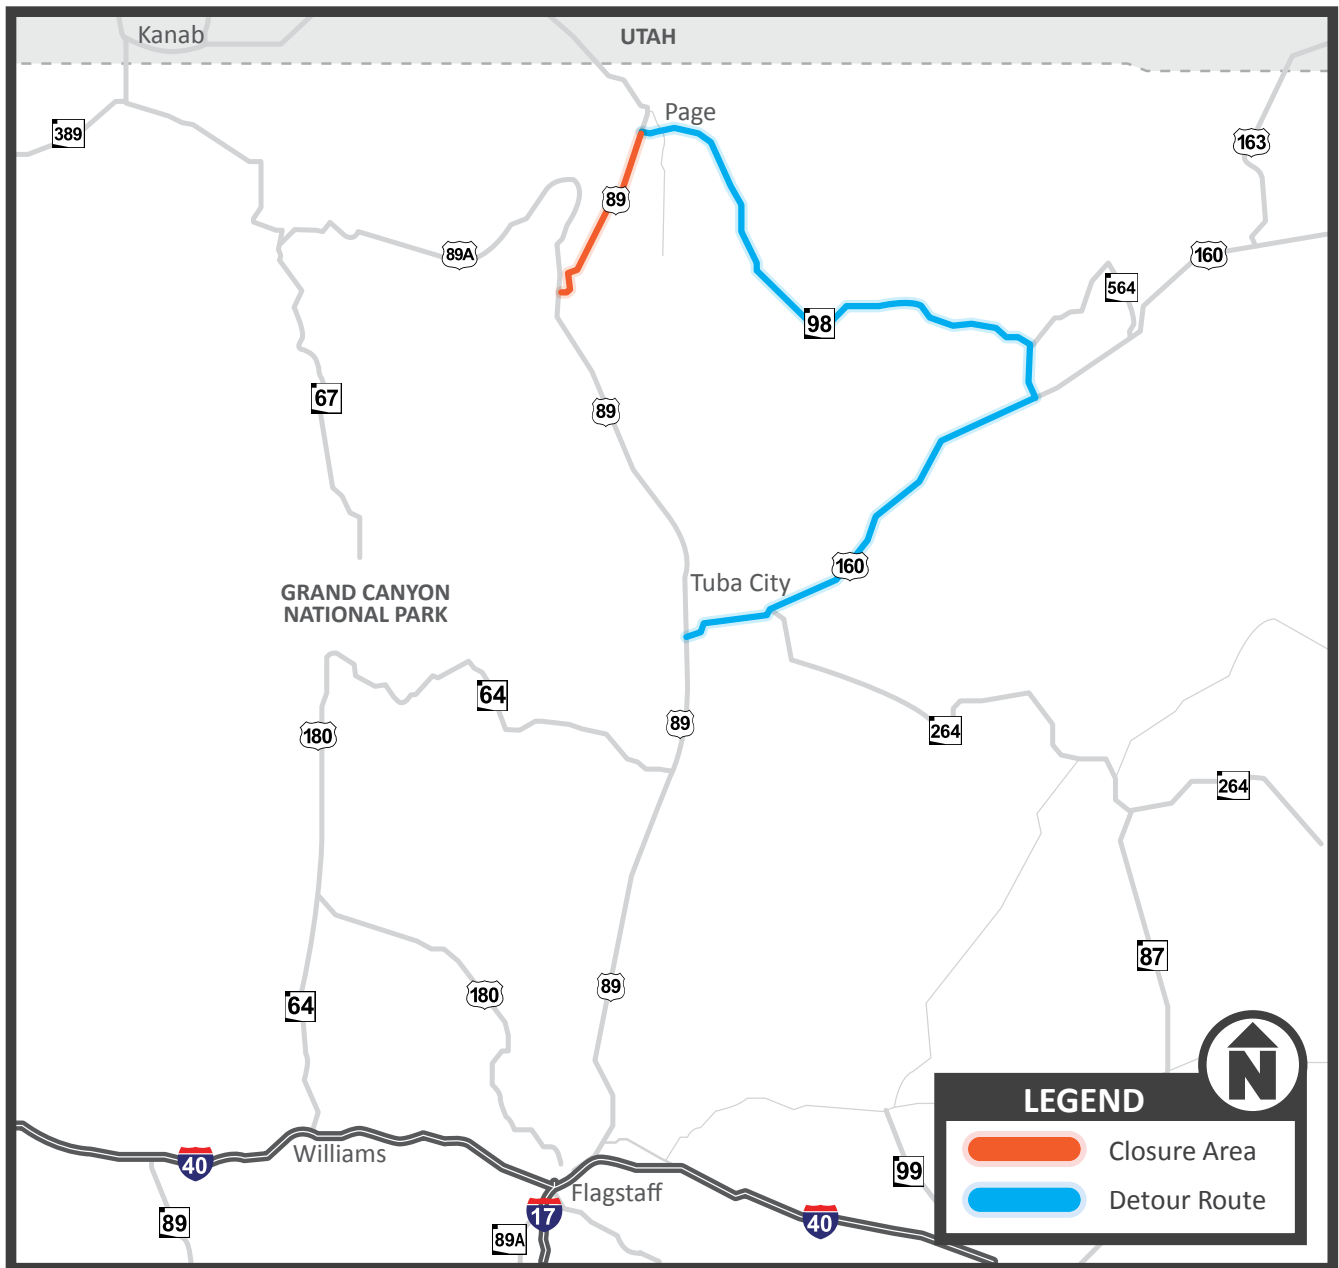 Kanab
UTAH
Page
389
163
89
89A
160
564
98
67
89
160
Tuba City
GRAND CANYON
NATIONAL PARK
64
180
89
264
264
87
180
89
64
N
LEGEND
Closure Area
Detour Route
Williams
40
99
Flagstaff
17
40
89
89A